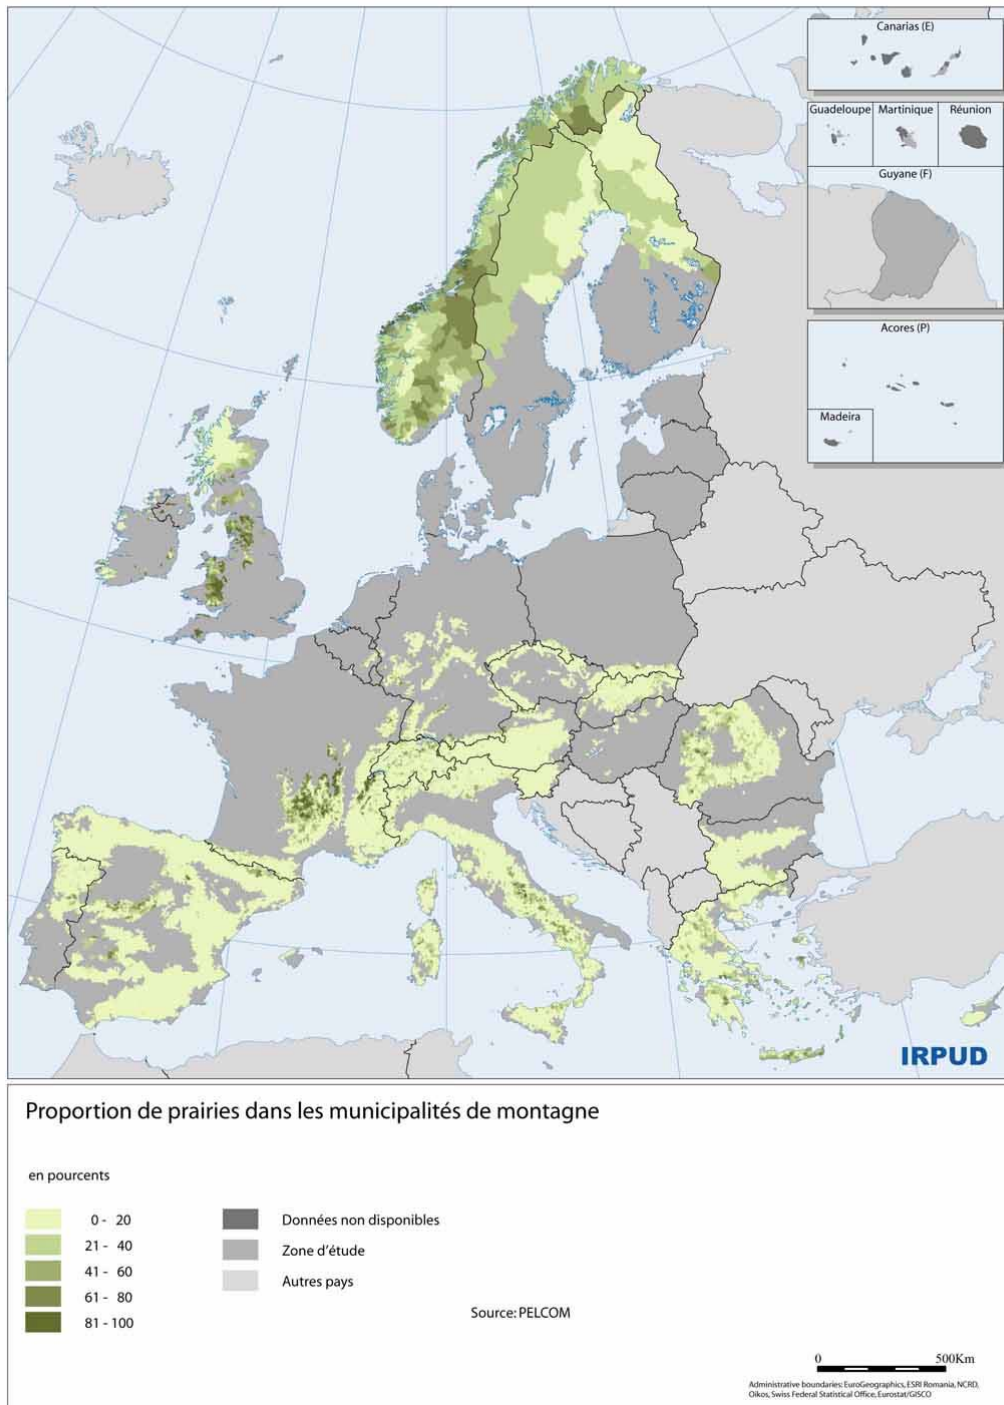 Canarias (E)
Guadeloupe
Martinique
Réunion
Guyane (F)
Acores (P)
Madeira
IRPUD
Proportion de prairies dans les municipalités de montagne
en pourcents
0 - 20
21 - 40
41 - 60
61 - 80
81 - 100
Données non disponibles
Zone d'étude
Autres pays
Source: PELCOM
0 500Km
Administrative boundaries: EuroGeographics, ESRI Romania, NCRD,
Oikos, Swiss Federal Statistical Office, Eurostat/GISCO